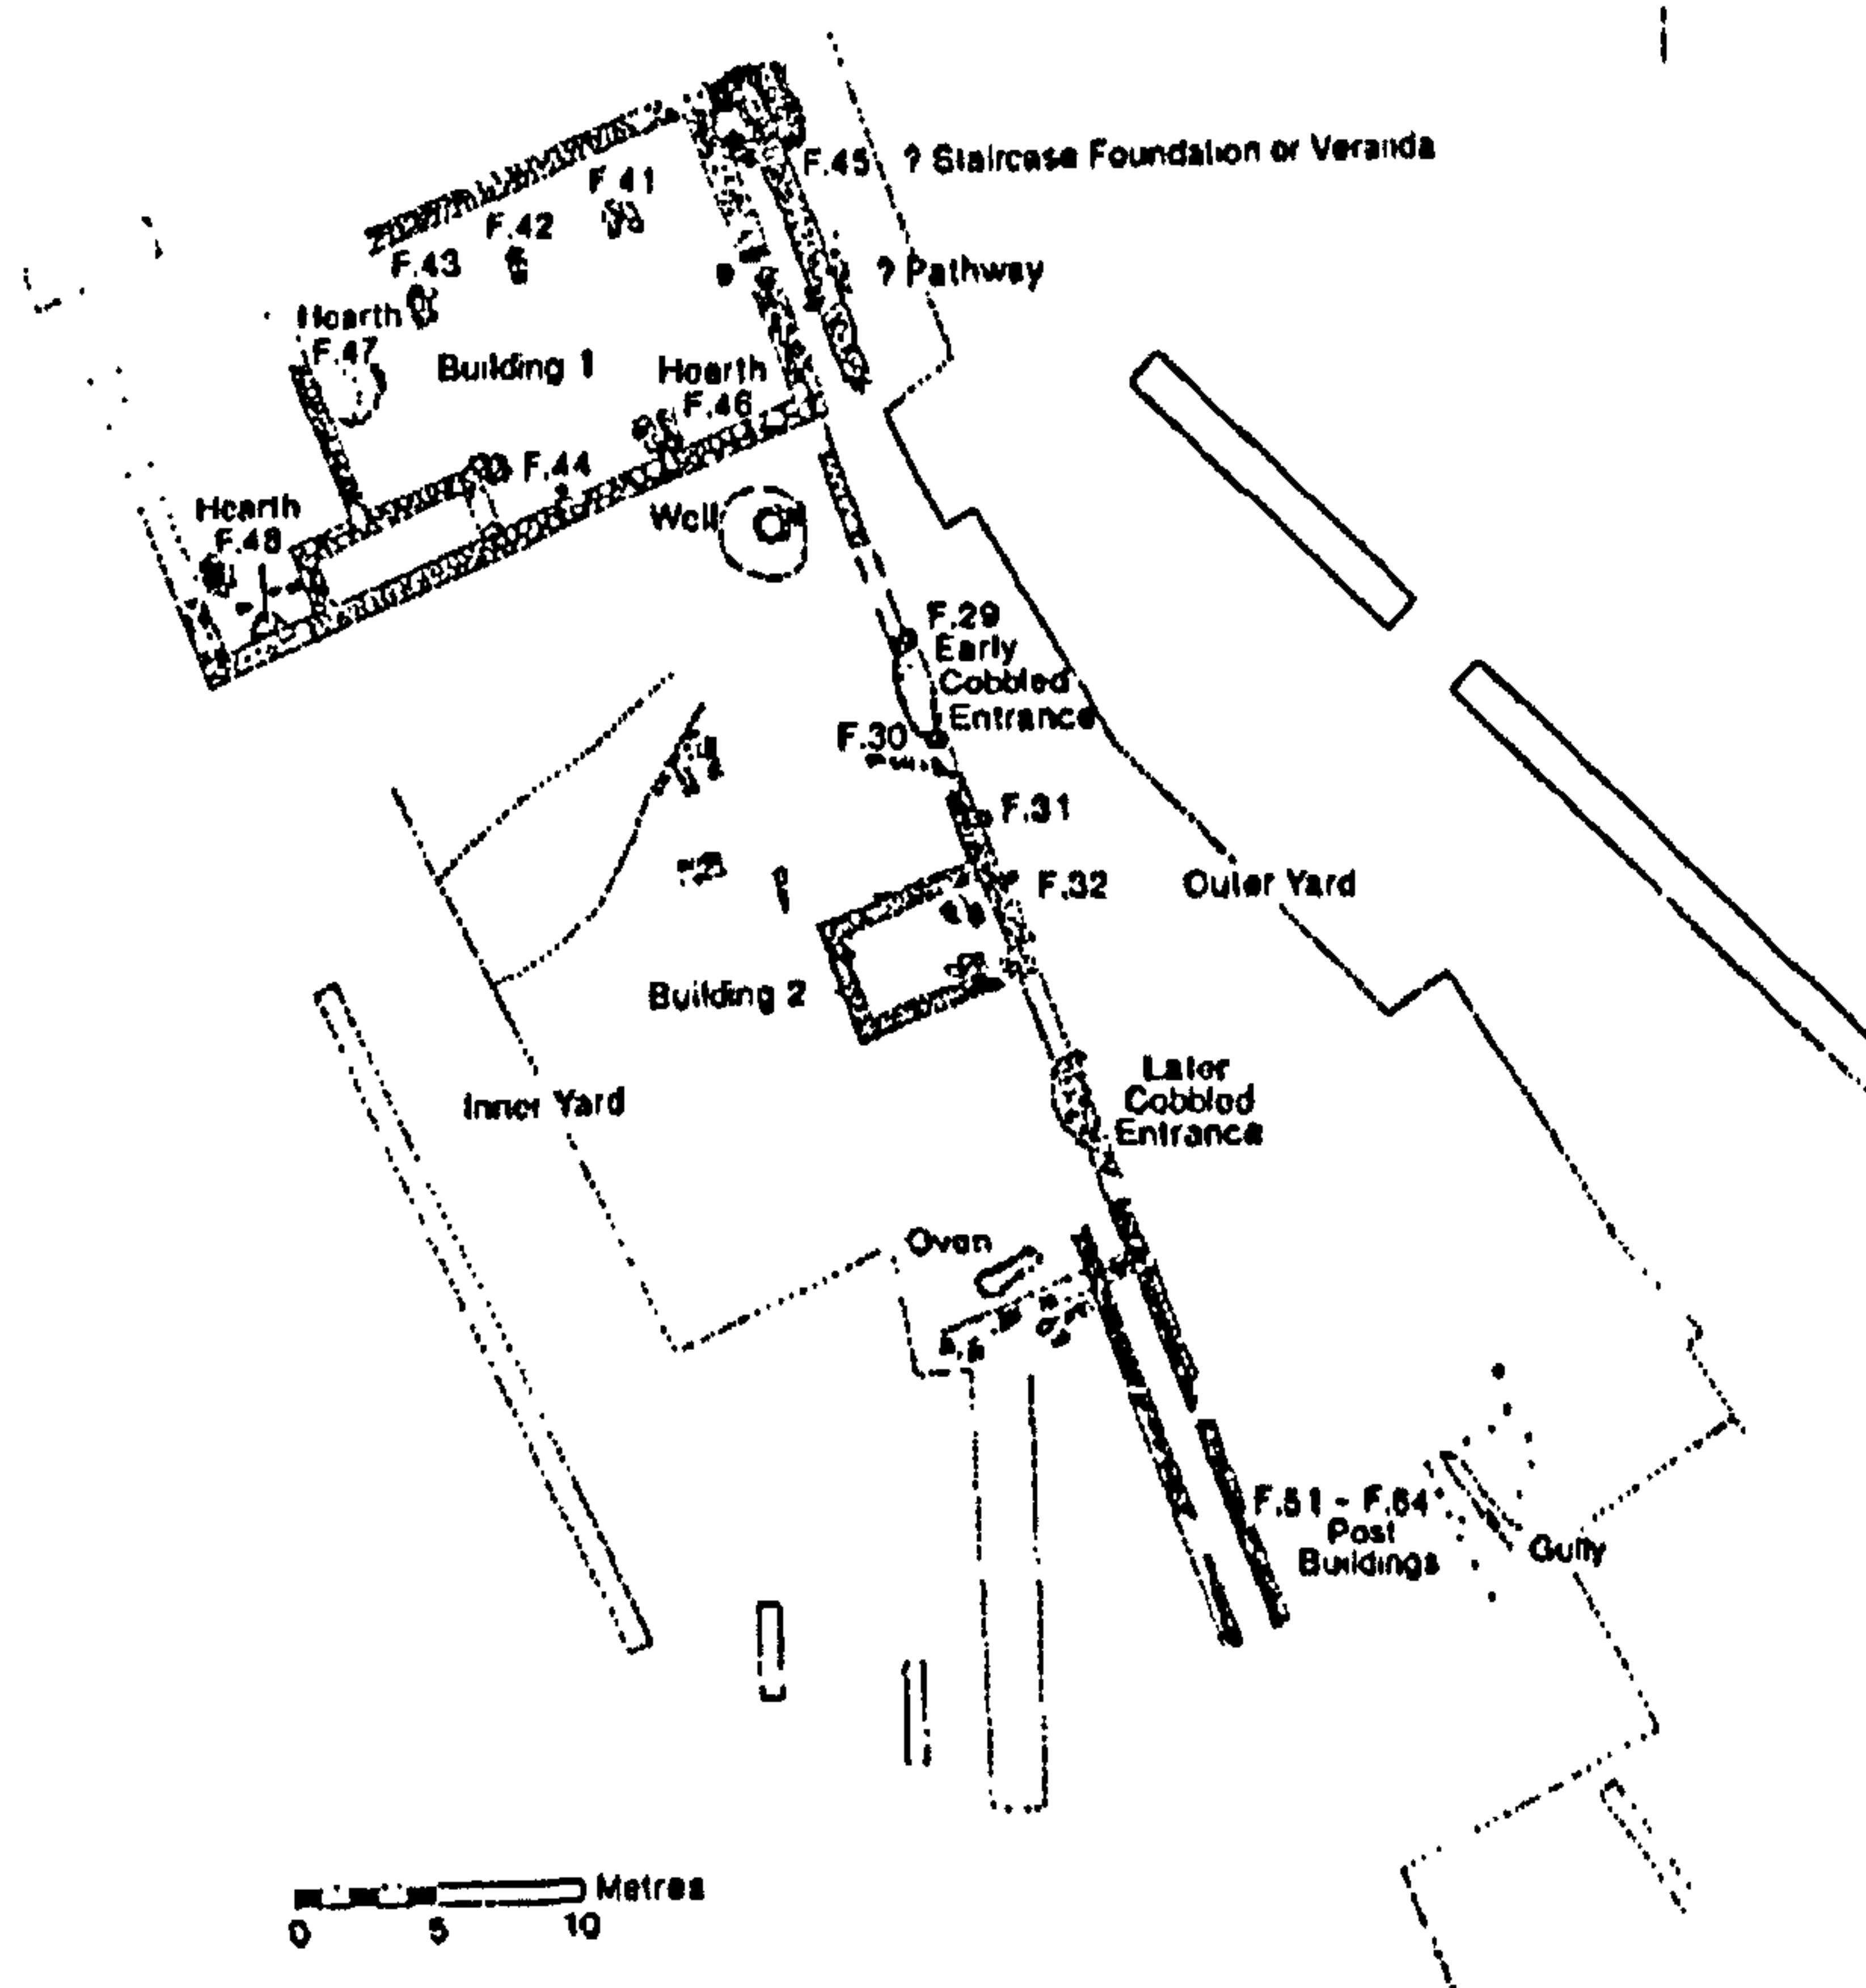 F.45 ? Staircase Foundation or Veranda
F.41
F.42
F.43
? Pathway
Hearth
F.47
Building 1
Hearth
F.46
F.44
Hearth
F.48
Well
F.29
Early
Cobbled
Entrance
F.30
F.31
F.32
Outer Yard
Building 2
Inner Yard
Later
Cobbled
Entrance
Oven
F.51 - F.64
Post
Buildings
Gully
Metres
0 5 10